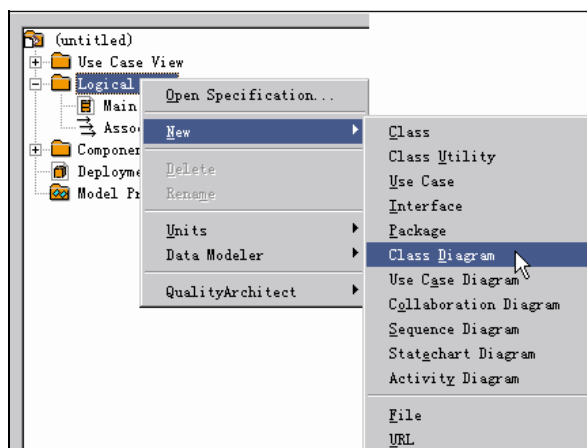 (untitled)
Use Case View
Logical
Main
Asso
Componen
Deployme
Model Pr
Open Specification...
New
Delete
Rename
Units
Data Modeler
QualityArchitect
Class
Class Utility
Use Case
Interface
Package
Class Diagram
Use Case Diagram
Collaboration Diagram
Sequence Diagram
Statechart Diagram
Activity Diagram
File
URL